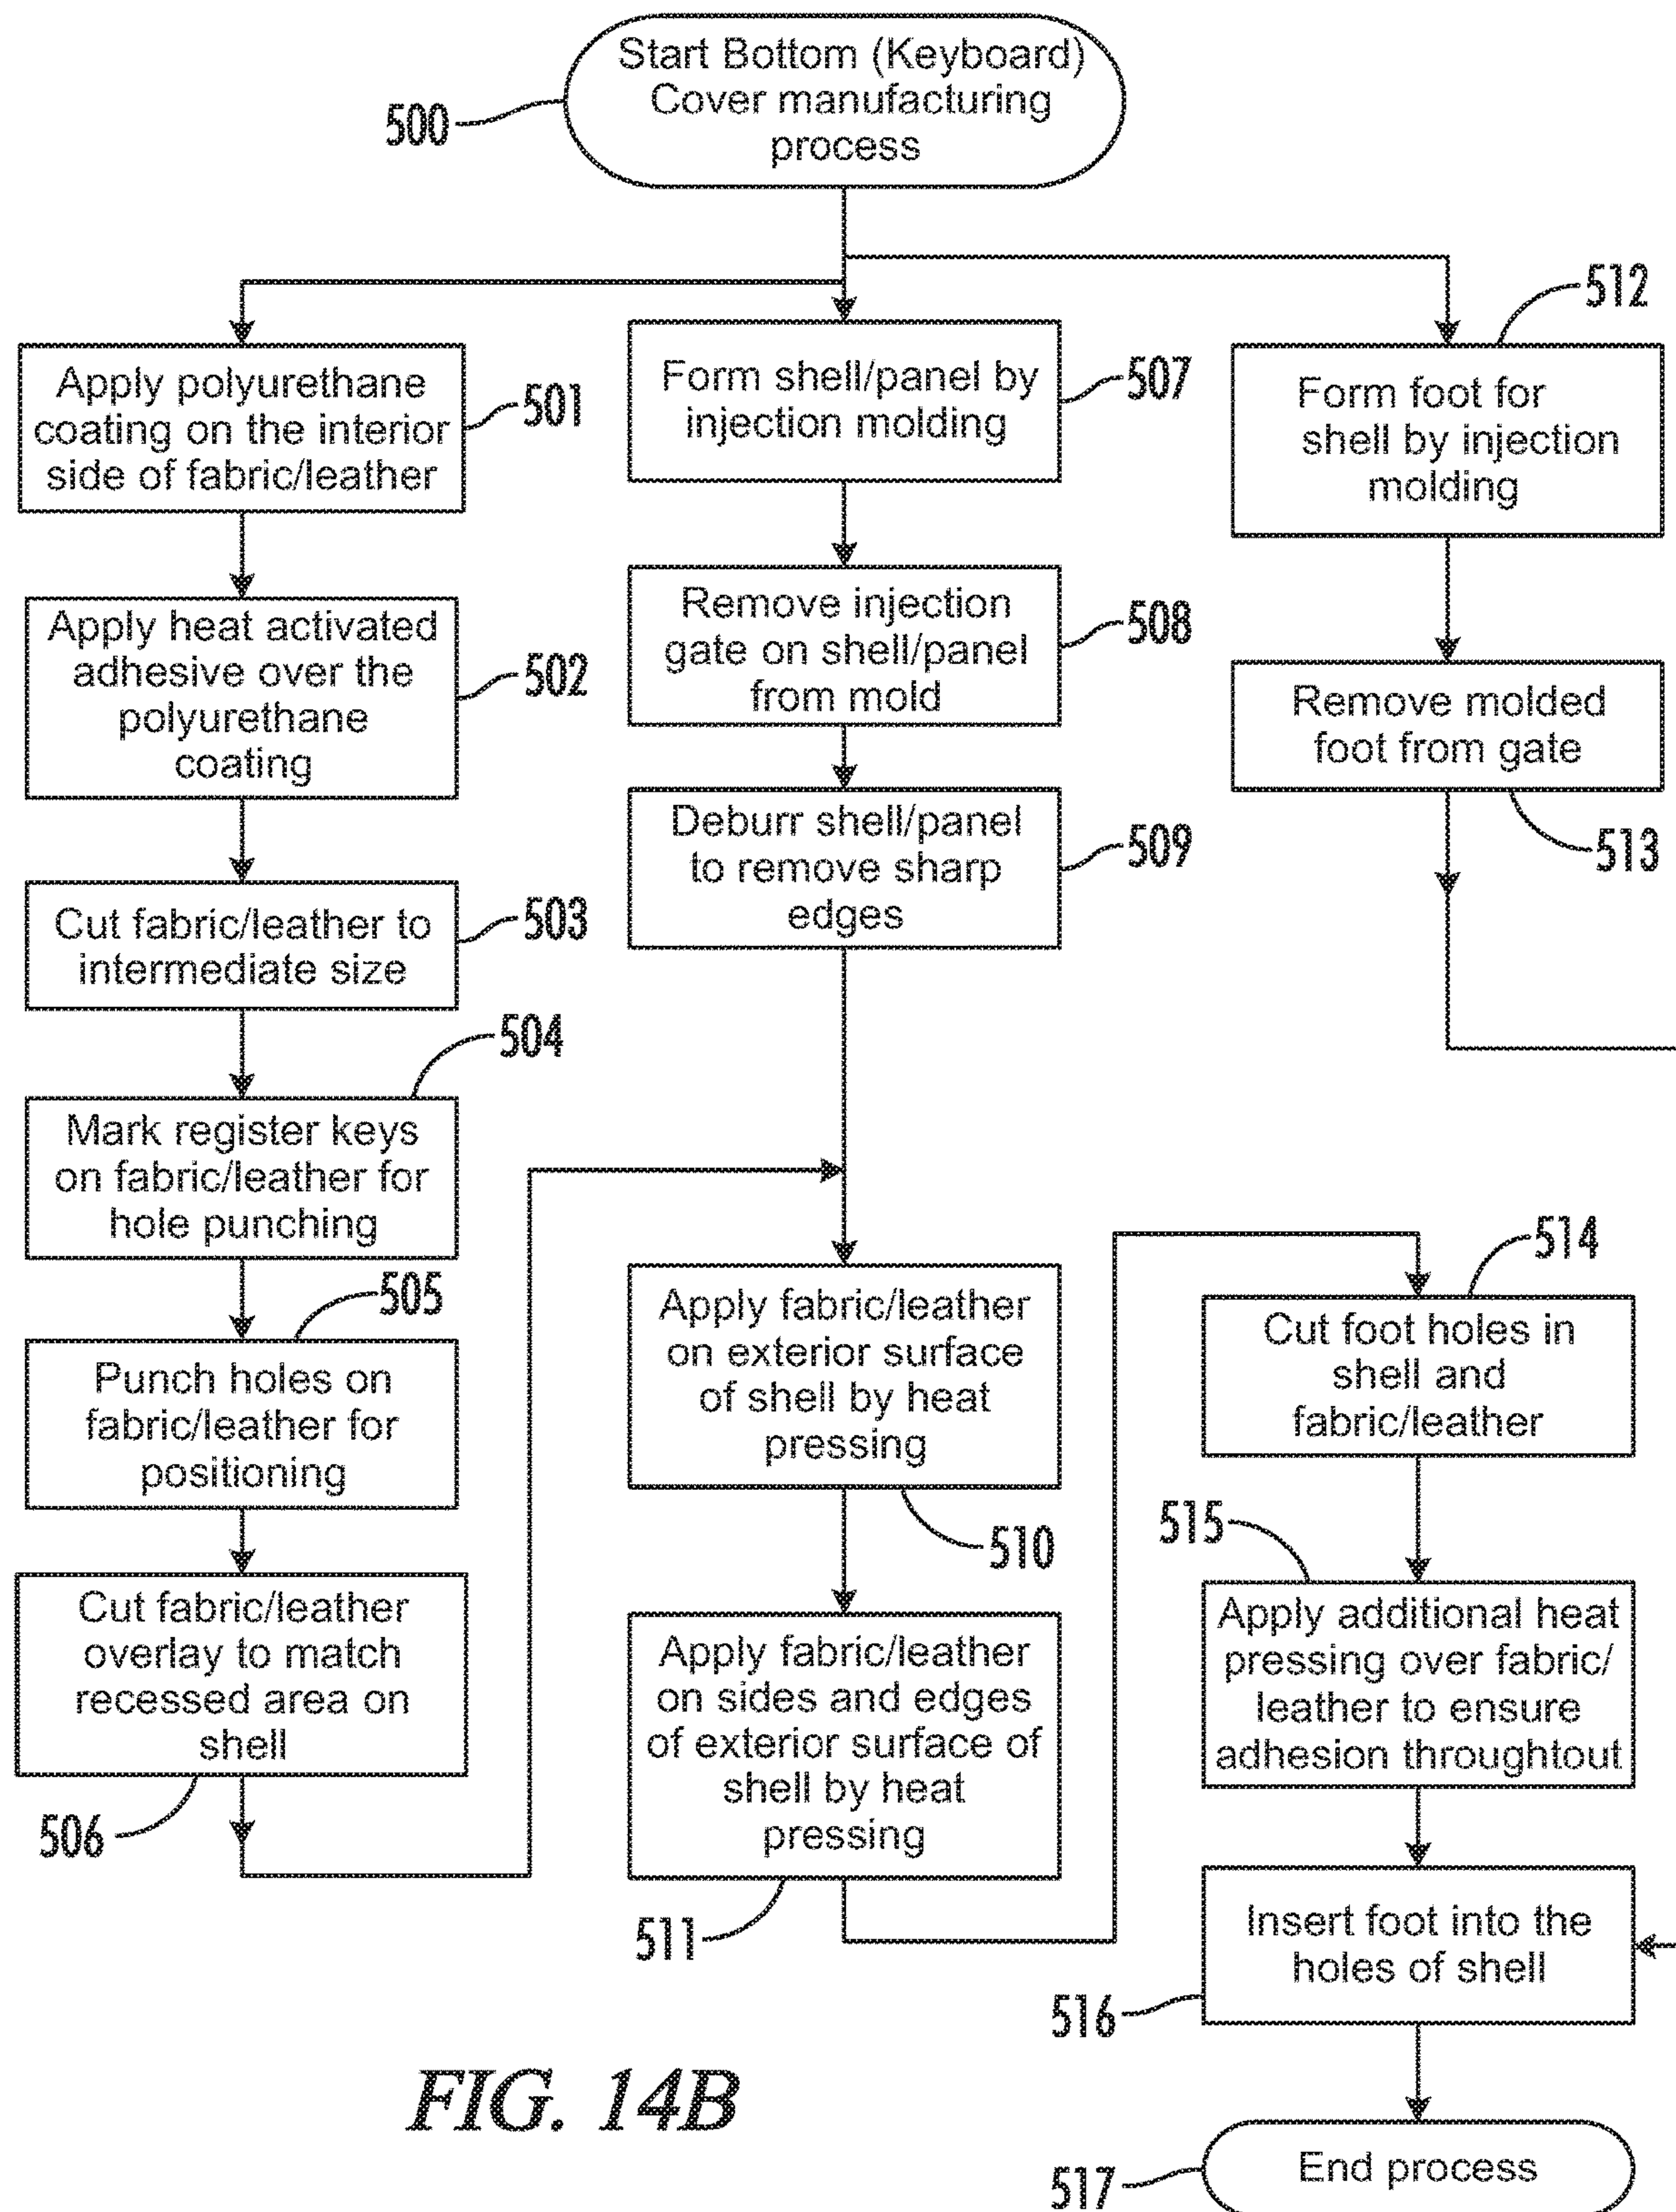 Start Bottom (Keyboard)
Cover manufacturing
process
500
Apply polyurethane
coating on the interior
side of fabric/leather
501
Apply heat activated
adhesive over the
polyurethane
coating
502
Cut fabric/leather to
intermediate size
503
504
Mark register keys
on fabric/leather for
hole punching
505
Punch holes on
fabric/leather for
positioning
Cut fabric/leather
overlay to match
recessed area on
shell
506
Form shell/panel by
injection molding
507
Remove injection
gate on shell/panel
from mold
508
Deburr shell/panel
to remove sharp
edges
509
Apply fabric/leather
on exterior surface
of shell by heat
pressing
510
Apply fabric/leather
on sides and edges
of exterior surface of
shell by heat
pressing
511
512
Form foot for
shell by injection
molding
Remove molded
foot from gate
513
514
Cut foot holes in
shell and
fabric/leather
515
Apply additional heat
pressing over fabric/
leather to ensure
adhesion throughtout
Insert foot into the
holes of shell
516
End process
517
FIG. 14B